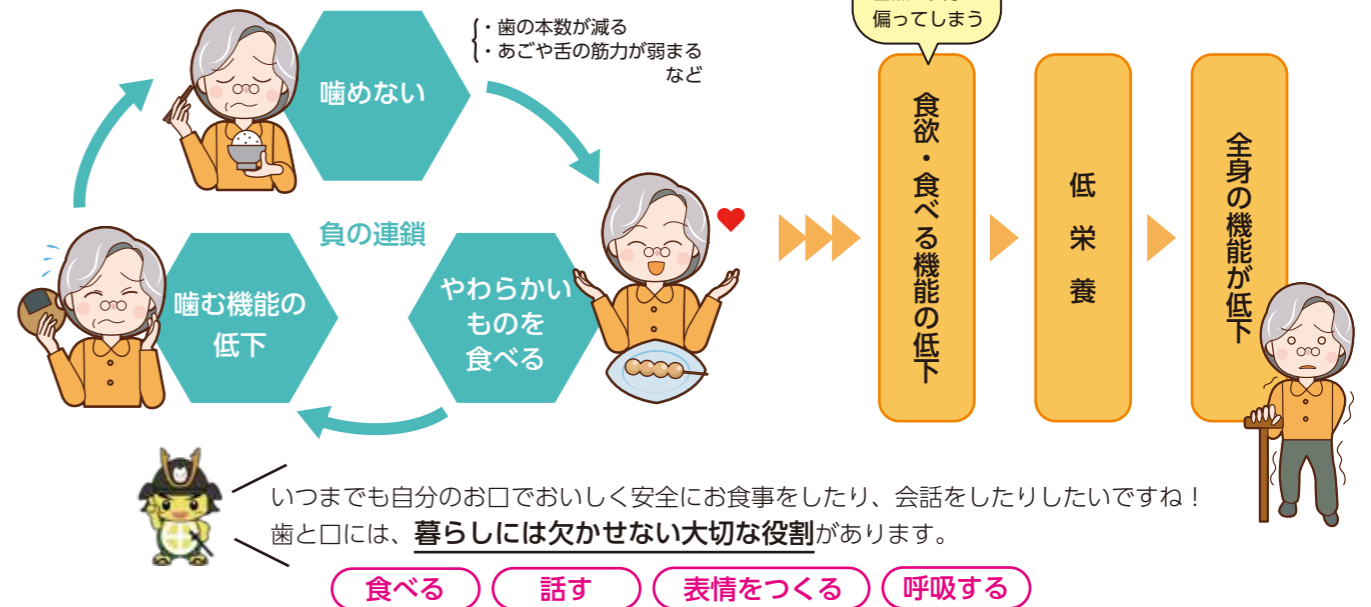 噛めない
・歯の本数が減る
・あごや舌の筋力が弱まる
など
負の連鎖
やわらかい
ものを
食べる
噛む機能の
低下
偏ってしまう
食欲・食べる機能の低下
低栄養
全身の機能が低下
いつまでも自分のお口でおいしく安全にお食事をしたり、会話をしたりしたいですね！
歯と口には、暮らしには欠かせない大切な役割があります。
食べる
話す
表情をつくる
呼吸する